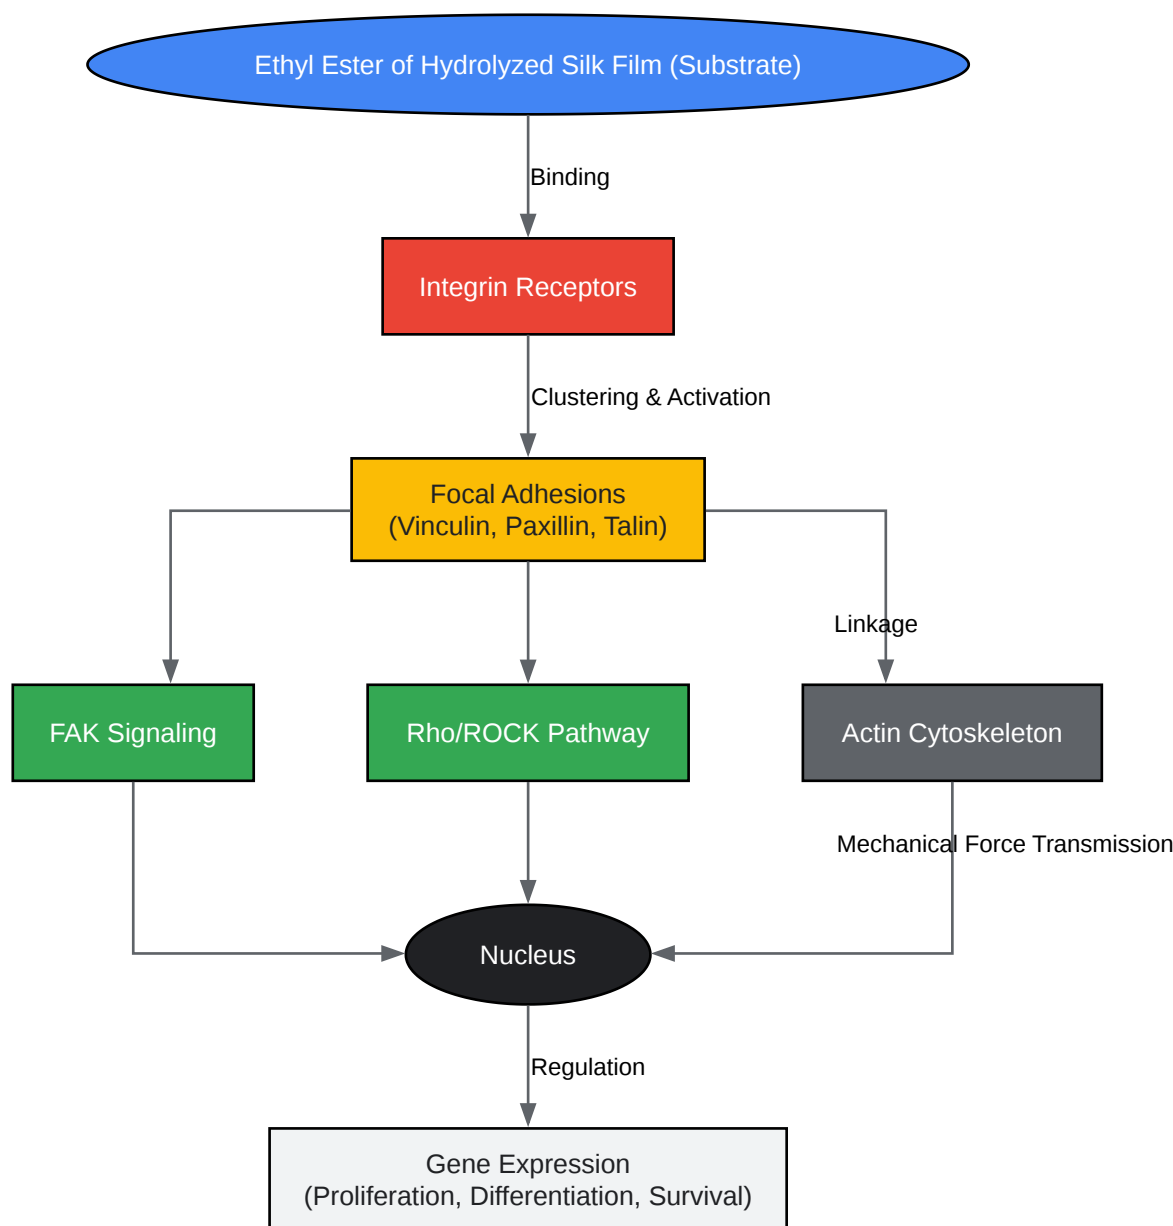 Ethyl Ester of Hydrolyzed Silk Film (Substrate)
Binding
Integrin Receptors
Clustering & Activation
Focal Adhesions
(Vinculin, Paxillin, Talin)
Linkage
FAK Signaling
Rho/ROCK Pathway
Actin Cytoskeleton
Mechanical Force Transmission
Nucleus
Regulation
Gene Expression
(Proliferation, Differentiation, Survival)